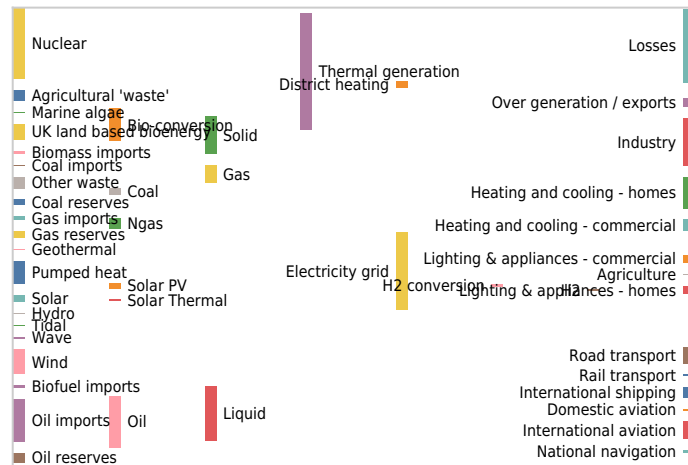 Nuclear
Agricultural 'waste'
Marine algae
UK land based bioenergy
Biomass imports
Coal imports
Other waste
Coal reserves
Gas imports
Gas reserves
Geothermal
Pumped heat
Solar
Hydro
Tidal
Wave
Wind
Biofuel imports
Oil imports
Oil reserves
Bio-conversion
Coal
Ngas
Solar PV
Solar Thermal
Oil
Solid
Gas
Liquid
Thermal generation
District heating
Electricity grid
H2 conversion
H2
Losses
Over generation / exports
Industry
Heating and cooling - homes
Heating and cooling - commercial
Lighting & appliances - commercial
Agriculture
Lighting & appliances - homes
Road transport
Rail transport
International shipping
Domestic aviation
International aviation
National navigation